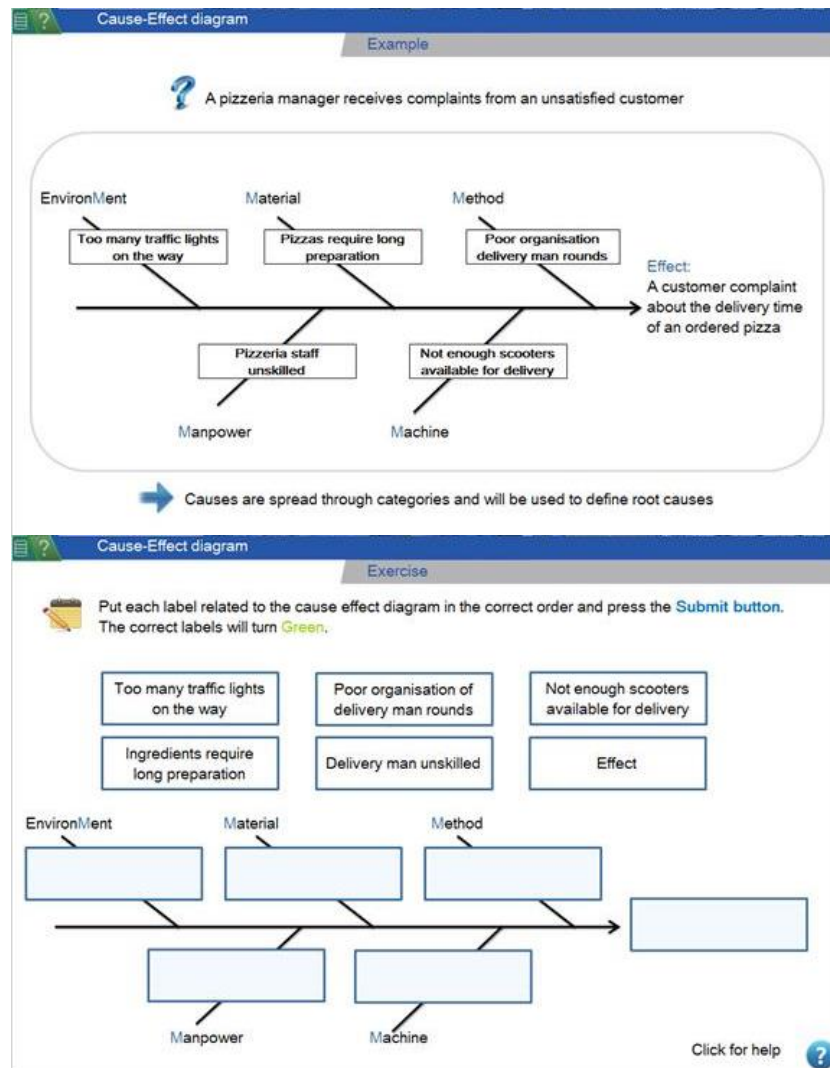 Cause-Effect diagram
Example
A pizzeria manager receives complaints from an unsatisfied customer
EnvironMent
Material
Method
Too many traffic lights
on the way
Pizzas require long
preparation
Poor organisation
delivery man rounds
Effect:
A customer complaint
about the delivery time
of an ordered pizza
Pizzeria staff
unskilled
Not enough scooters
available for delivery
Manpower
Machine
Causes are spread through categories and will be used to define root causes
Cause-Effect diagram
Exercise
Put each label related to the cause effect diagram in the correct order and press the Submit button.
The correct labels will turn Green.
Too many traffic lights
on the way
Poor organisation of
delivery man rounds
Not enough scooters
available for delivery
Ingredients require
long preparation
Delivery man unskilled
Effect
EnvironMent
Material
Method
Manpower
Machine
Click for help